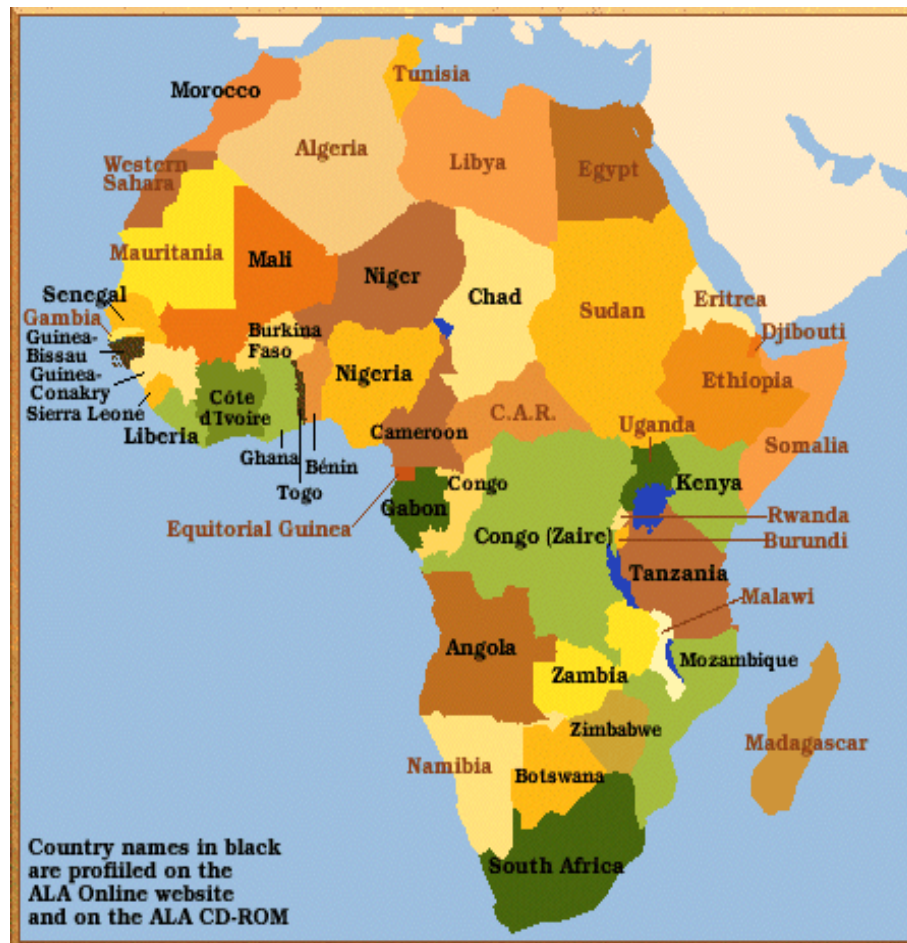 Tunisia
Morocco
Algeria
Libya
Egypt
Western
Sahara
Mauritania
Mali
Niger
Chad
Sudan
Eritrea
Senegal
Gambia
Guinea-
Bissau
Guinea-
Conakry
Sierra Leone
Liberia
Côte
d'Ivoire
Burkina
Faso
Ghana
Togo
Bénin
Nigeria
Cameroon
C.A.R.
Djibouti
Ethiopia
Somalia
Uganda
Kenya
Equitorial Guinea
Gabon
Congo
Congo (Zaire)
Rwanda
Burundi
Tanzania
Malawi
Angola
Zambia
Mozambique
Zimbabwe
Madagascar
Namibia
Botswana
South Africa
Country names in black
are profiiled on the
ALA Online website
and on the ALA CD-ROM